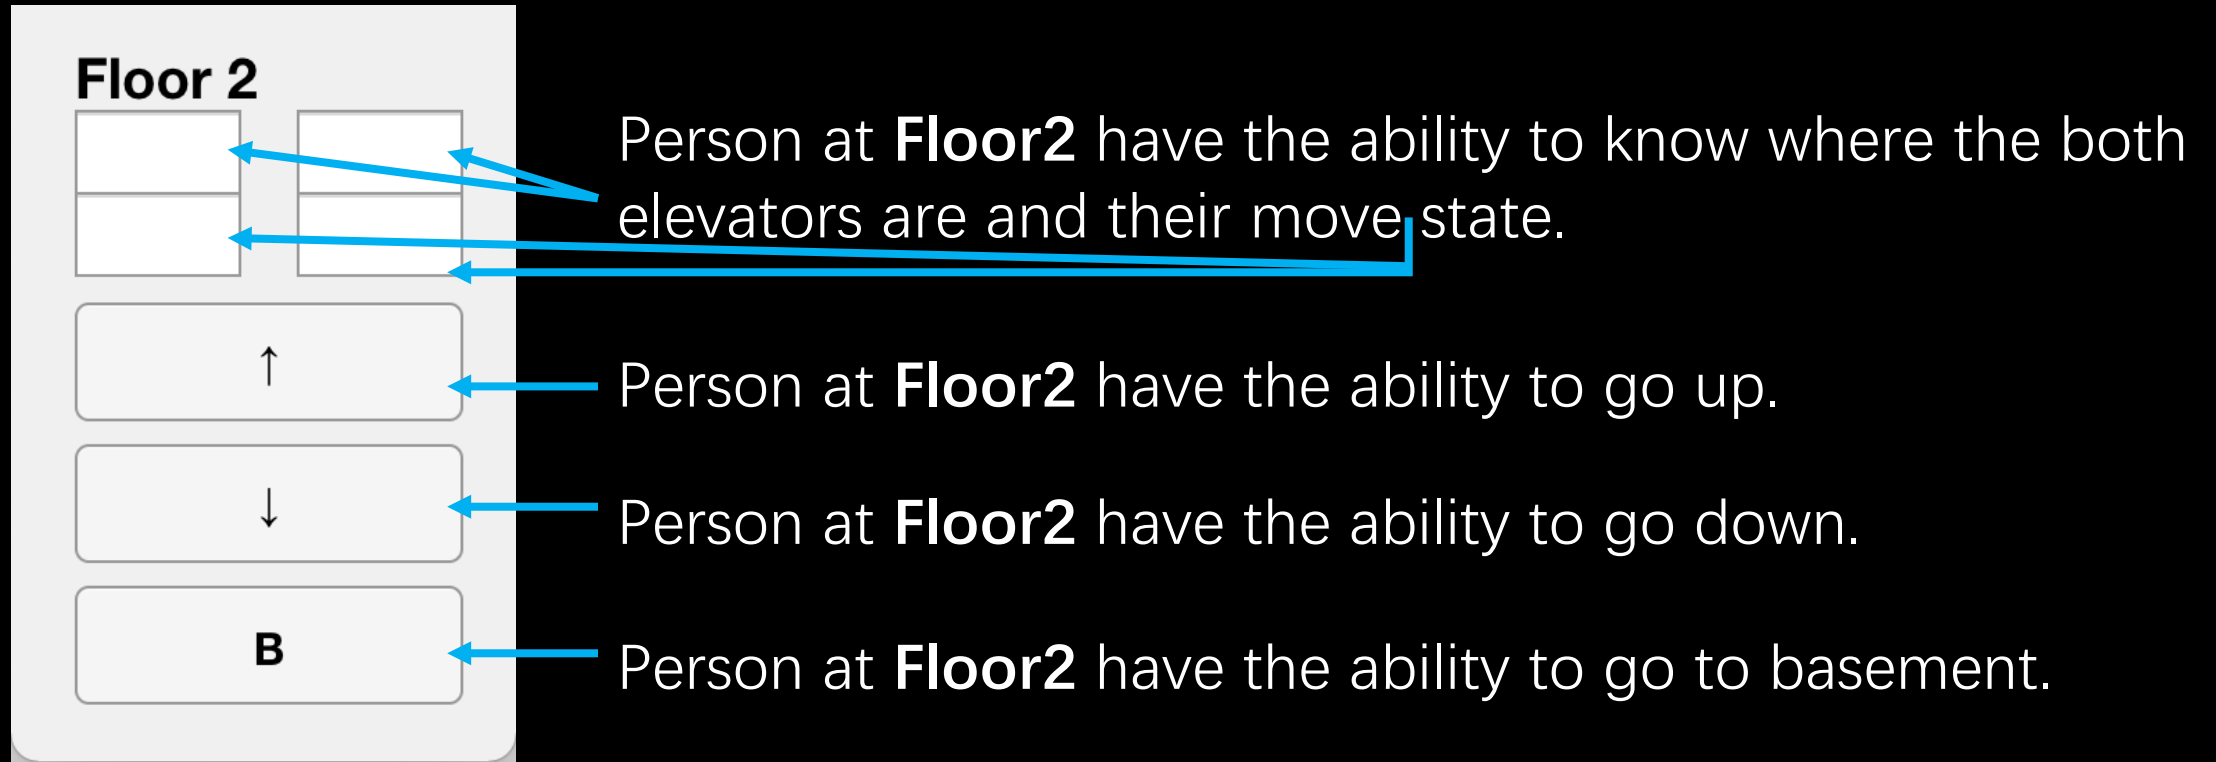 Floor 2
Person at Floor2 have the ability to know where the both
elevators are and their move state.
↑
Person at Floor2 have the ability to go up.
↓
Person at Floor2 have the ability to go down.
B
Person at Floor2 have the ability to go to basement.